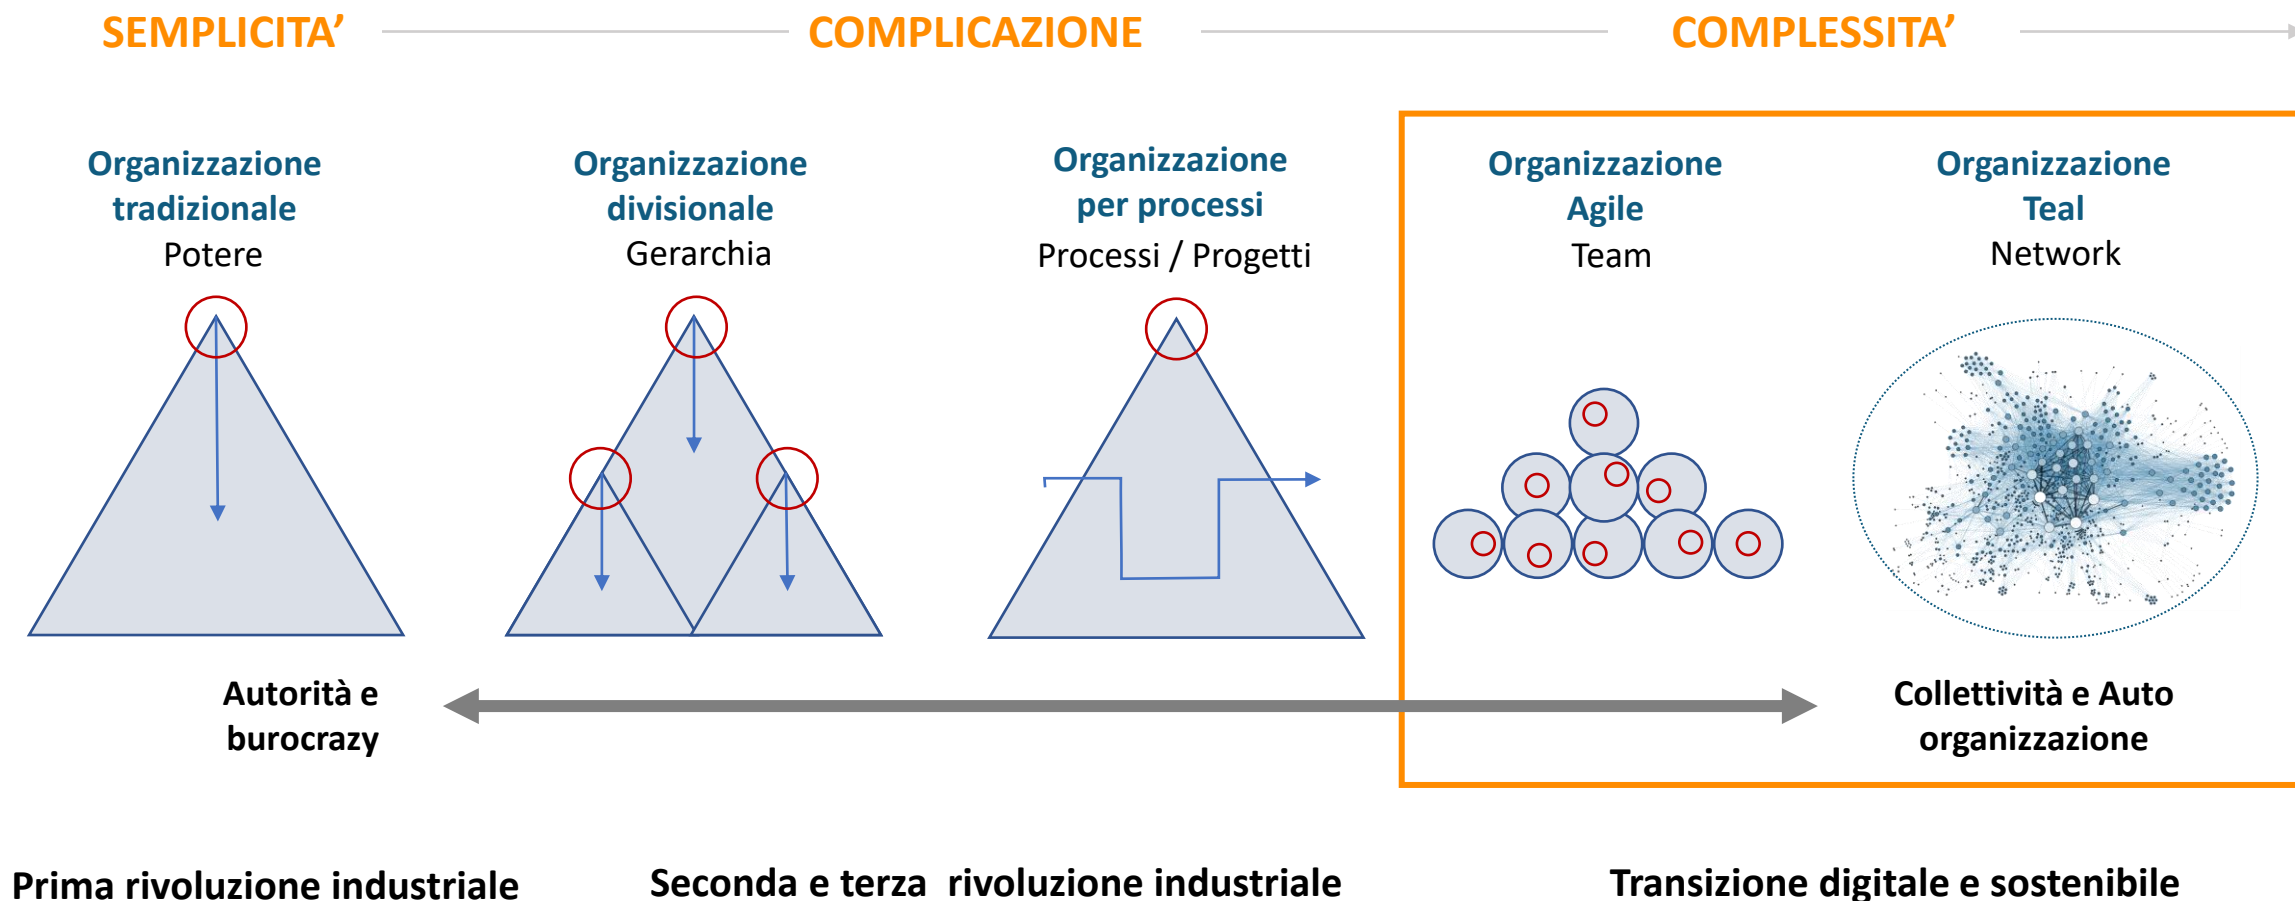 SEMPLICITA’
COMPLICAZIONE
COMPLESSITA’
Organizzazione
tradizionale
Potere
Organizzazione
divisionale
Gerarchia
Organizzazione
per processi
Processi / Progetti
Organizzazione
Agile
Team
Organizzazione
Teal
Network
Autorità e
burocrazy
Collettività e Auto
organizzazione
Prima rivoluzione industriale
Seconda e terza  rivoluzione industriale
Transizione digitale e sostenibile